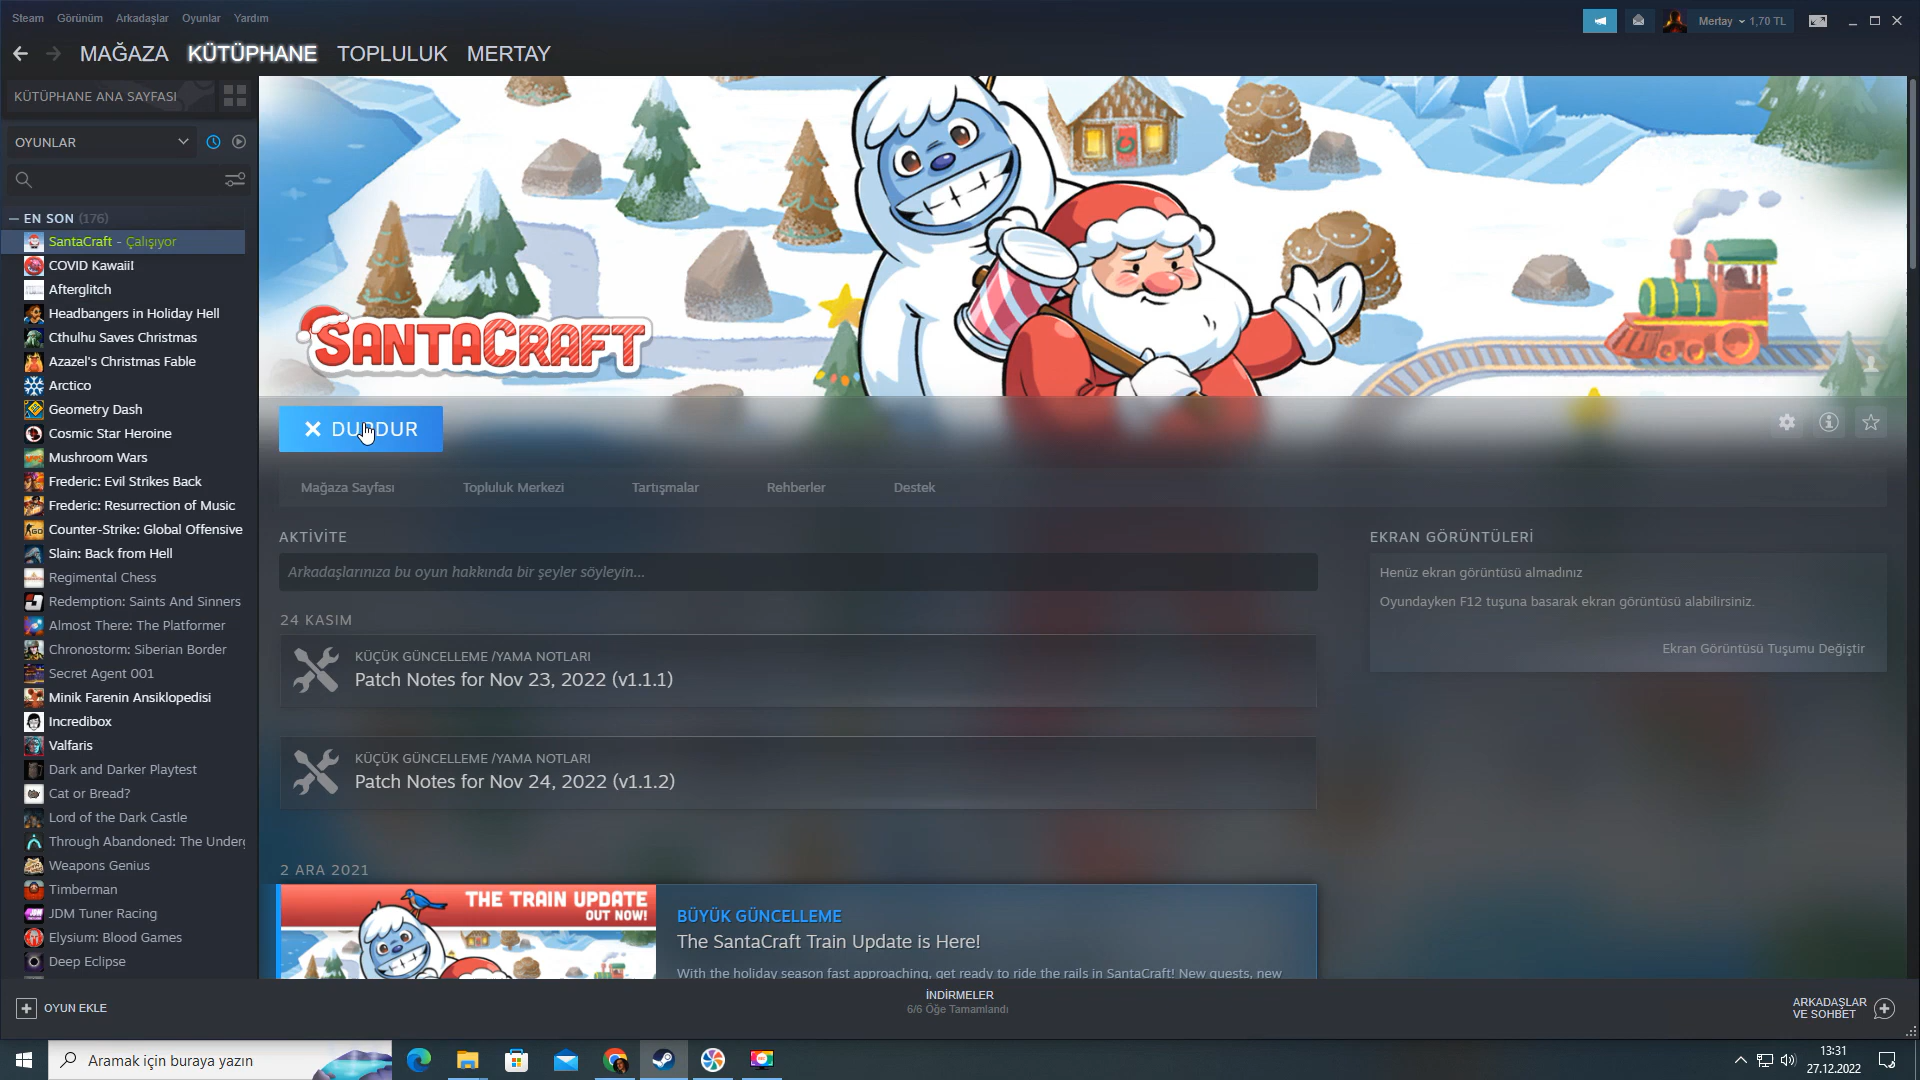 Steam Görünüm Arkadaşlar Oyunlar Yardım
Mertay 1,70 TL
MAĞAZA KÜTÜPHANE TOPLULUK MERTAY
KÜTÜPHANE ANA SAYFASI
OYUNLAR
EN SON (176)
SantaCraft - Çalışıyor
COVID Kawaii!
Afterglitch
Headbangers in Holiday Hell
Cthulhu Saves Christmas
Azazel's Christmas Fable
Arctico
Geometry Dash
Cosmic Star Heroine
Mushroom Wars
Frederic: Evil Strikes Back
Frederic: Resurrection of Music
Counter-Strike: Global Offensive
Slain: Back from Hell
Regimental Chess
Redemption: Saints And Sinners
Almost There: The Platformer
Chronostorm: Siberian Border
Secret Agent 001
Minik Farenin Ansiklopedisi
Incredibox
Valfaris
Dark and Darker Playtest
Cat or Bread?
Lord of the Dark Castle
Through Abandoned: The Underg
Weapons Genius
Timberman
JDM Tuner Racing
Elysium: Blood Games
Deep Eclipse
SANTACRAFT
DURDUR
Mağaza Sayfası Topluluk Merkezi Tartışmalar Rehberler Destek
AKTİVİTE
Arkadaşlarınıza bu oyun hakkında bir şeyler söyleyin...
24 KASIM
KÜÇÜK GÜNCELLEME /YAMA NOTLARI
Patch Notes for Nov 23, 2022 (v1.1.1)
KÜÇÜK GÜNCELLEME /YAMA NOTLARI
Patch Notes for Nov 24, 2022 (v1.1.2)
2 ARA 2021
THE TRAIN UPDATE
OUT NOW!
BÜYÜK GÜNCELLEME
The SantaCraft Train Update is Here!
With the holiday season fast approaching, get ready to ride the rails in SantaCraft! New quests, new
EKRAN GÖRÜNTÜLERİ
Henüz ekran görüntüsü almadınız
Oyundayken F12 tuşuna basarak ekran görüntüsü alabilirsiniz.
Ekran Görüntüsü Tuşumu Değiştir
OYUN EKLE
İNDİRMELER
6/6 Öğe Tamamlandı
ARKADAŞLAR
VE SOHBET
Aramak için buraya yazın
13:31
27.12.2022